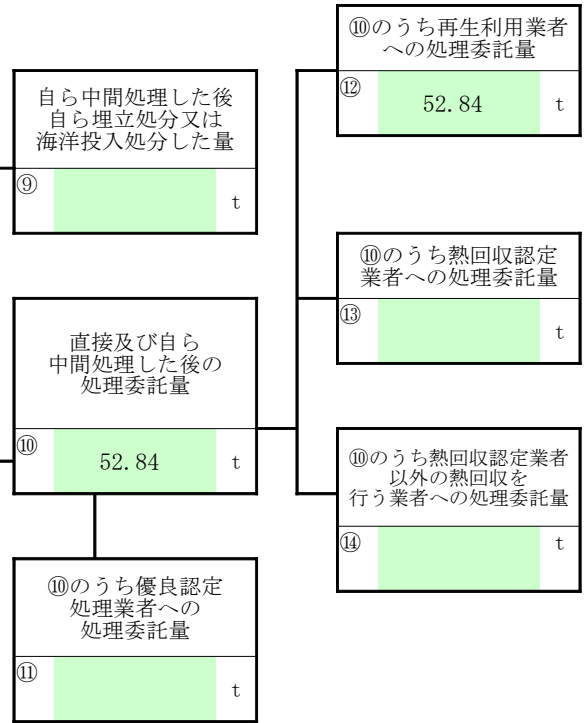 自ら中間処理した後
自ら埋立処分又は
海洋投入処分した量
⑨
t
直接及び自ら
中間処理した後の
処理委託量
⑩
52.84 t
⑩のうち優良認定
処理業者への
処理委託量
⑪
t
⑩のうち再生利用業者
への処理委託量
⑫
52.84 t
⑩のうち熱回収認定
業者への処理委託量
⑬
t
⑩のうち熱回収認定業者
以外の熱回収を
行う業者への処理委託量
⑭
t